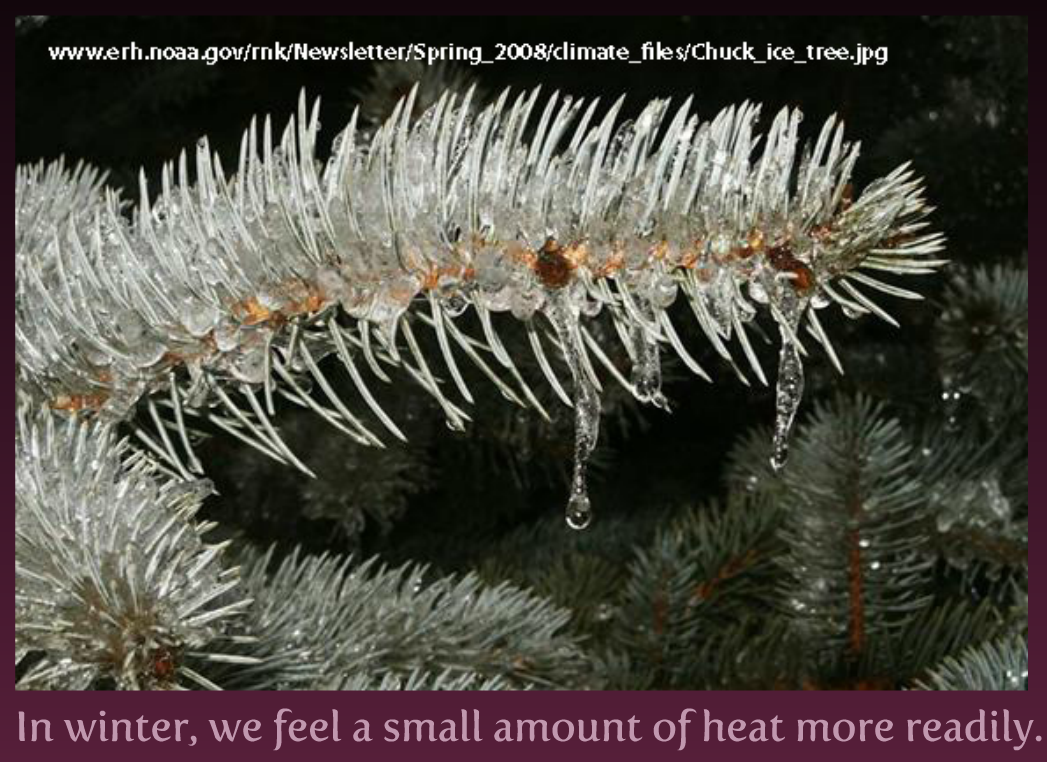 www.erh.noaa.gov/rnk/Newsletter/Spring_2008/climate_files/Chuck_ice_tree.jpg
In winter, we feel a small amount of heat more readily.